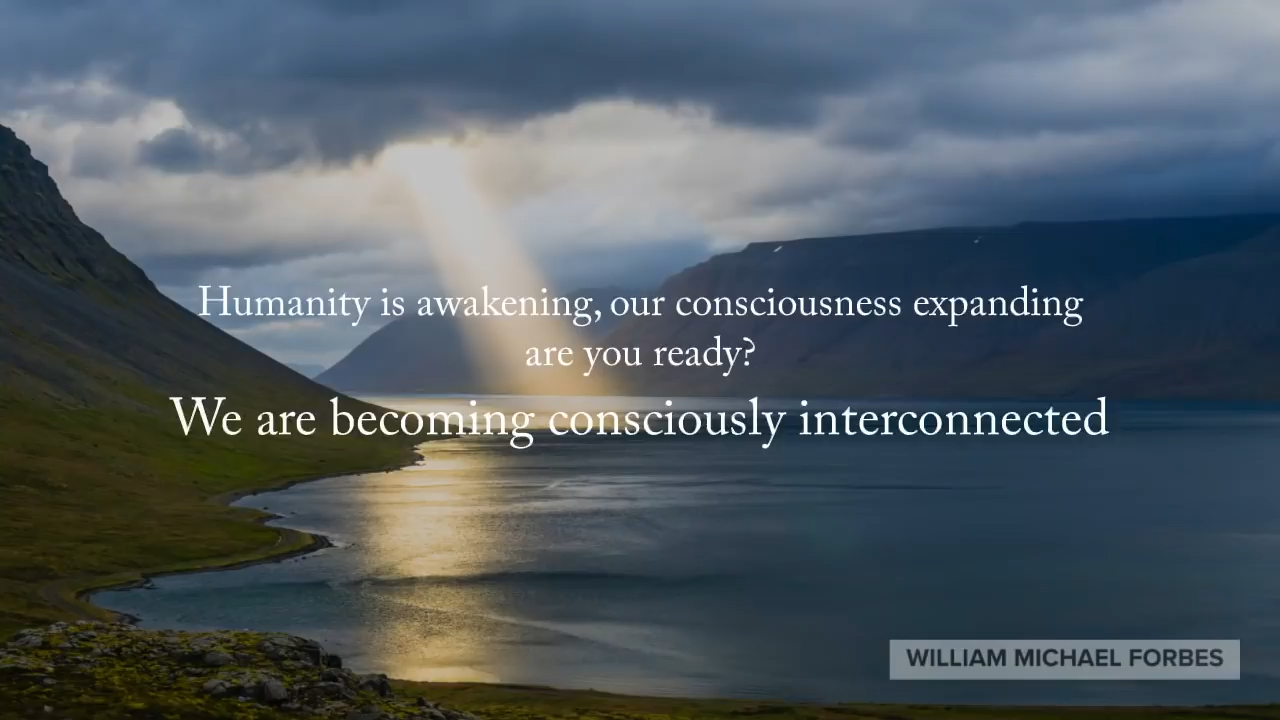 Humanity is awakening, our consciousness expanding
are you ready?
We are becoming consciously interconnected
WILLIAM MICHAEL FORBES